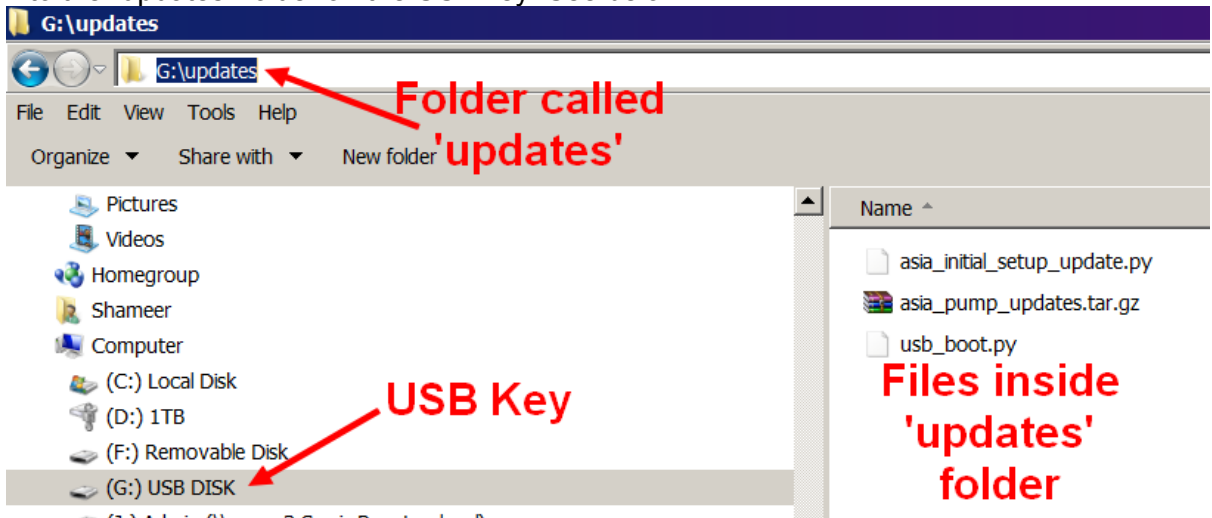 G:\updates
G:\updates
Folder called
'updates'
File Edit View Tools Help
Organize Share with New folder
Pictures
Videos
Homegroup
Shameer
Computer
(C:) Local Disk
(D:) 1TB
(F:) Removable Disk
(G:) USB DISK
USB Key
Name
asia_initial_setup_update.py
asia_pump_updates.tar.gz
usb_boot.py
Files inside
'updates'
folder